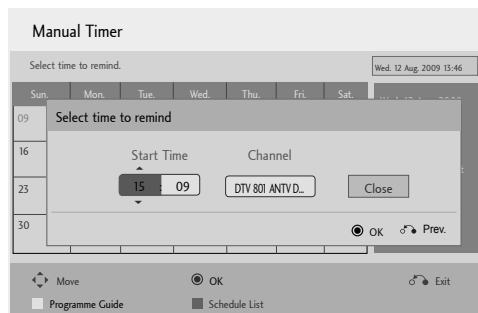 Manual Timer
Select time to remind.
Wed. 12 Aug. 2009 13:46
Sun. Mon. Tue. Wed. Thu. Fri. Sat.
09
Select time to remind
16
Start Time Channel
23
15 : 09 DTV 801 ANTV D... Close
30
OK Prev.
Move OK Exit
Programme Guide Schedule List